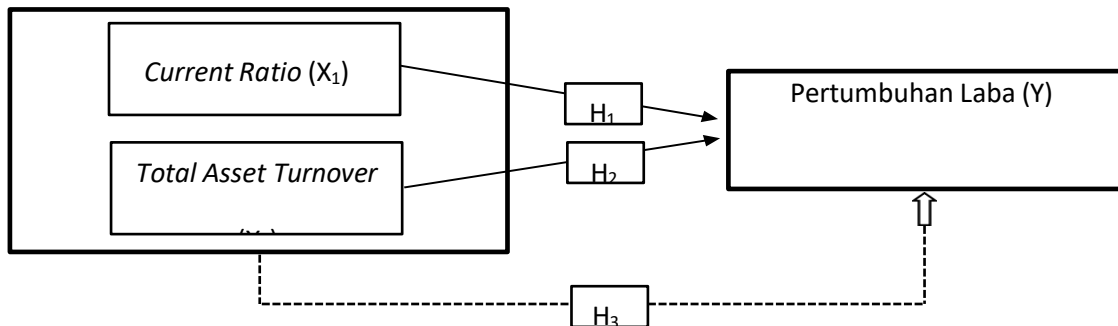 Current Ratio (X₁)
Pertumbuhan Laba (Y)
H₁
Total Asset Turnover
H₂
H₃